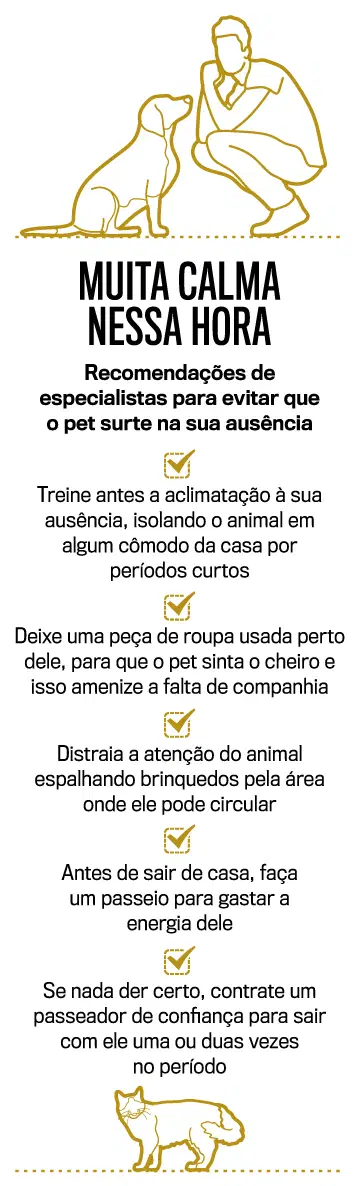 MUITA CALMA
NESSA HORA
Recomendações de
especialistas para evitar que
o pet surte na sua ausência
Treine antes a aclimatação à sua
ausência, isolando o animal em
algum cômodo da casa por
períodos curtos
Deixe uma peça de roupa usada perto
dele, para que o pet sinta o cheiro e
isso amenize a falta de companhia
Distraia a atenção do animal
espalhando brinquedos pela área
onde ele pode circular
Antes de sair de casa, faça
um passeio para gastar a
energia dele
Se nada der certo, contrate um
passeador de confiança para sair
com ele uma ou duas vezes
no período